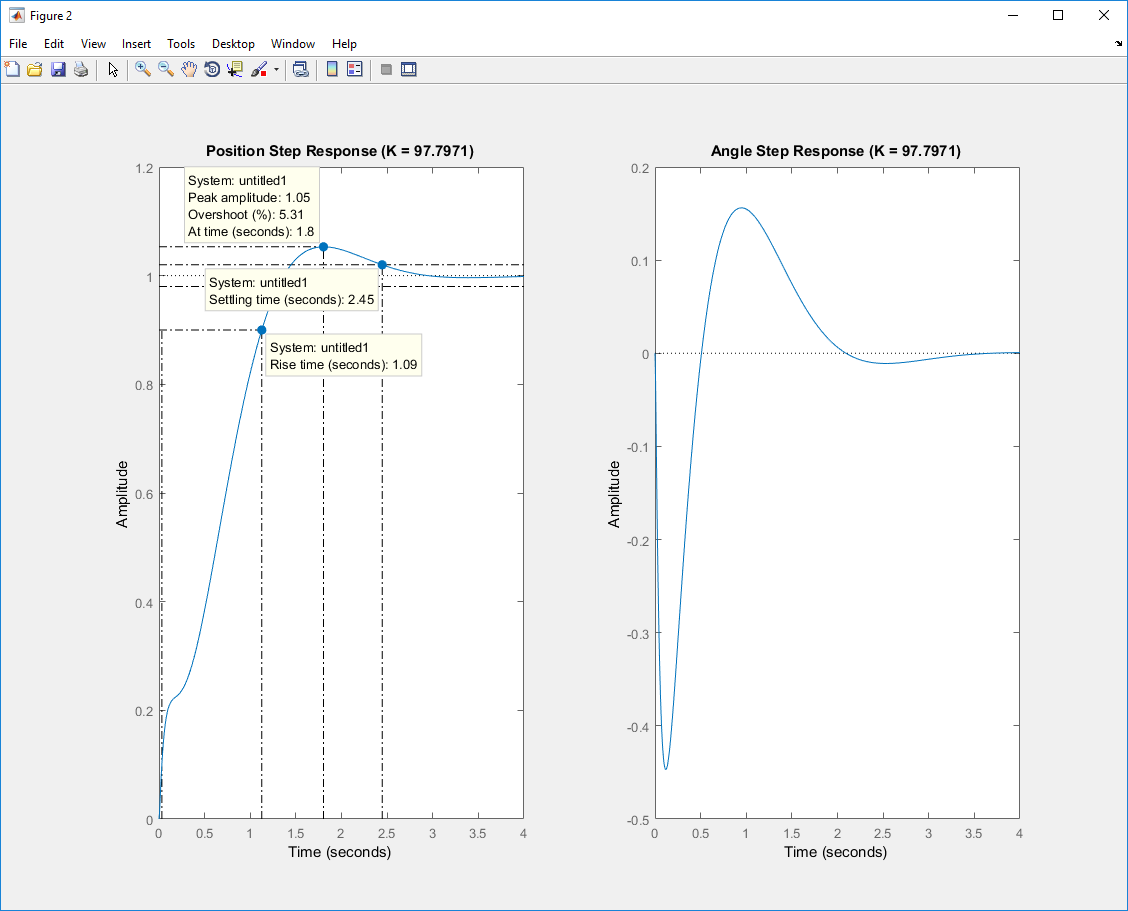 Figure 2
File Edit View Insert Tools Desktop Window Help
Position Step Response (K = 97.7971)
System: untitled1
Peak amplitude: 1.05
Overshoot (%): 5.31
At time (seconds): 1.8
System: untitled1
Settling time (seconds): 2.45
System: untitled1
Rise time (seconds): 1.09
1.2
1
0.8
0.6
0.4
0.2
0
Amplitude
0 0.5 1 1.5 2 2.5 3 3.5 4
Time (seconds)
Angle Step Response (K = 97.7971)
0.2
0.1
0
-0.1
-0.2
-0.3
-0.4
-0.5
Amplitude
0 0.5 1 1.5 2 2.5 3 3.5 4
Time (seconds)